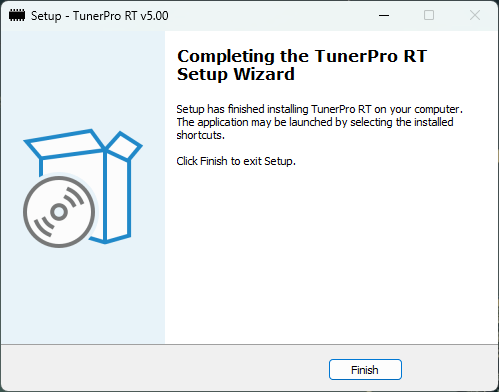 Setup - TunerPro RT v5.00
Completing the TunerPro RT
Setup Wizard
Setup has finished installing TunerPro RT on your computer.
The application may be launched by selecting the installed
shortcuts.
Click Finish to exit Setup.
Finish